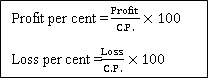 Profit per cent = Profit/C.P. × 100
Loss per cent = Loss/C.P. × 100